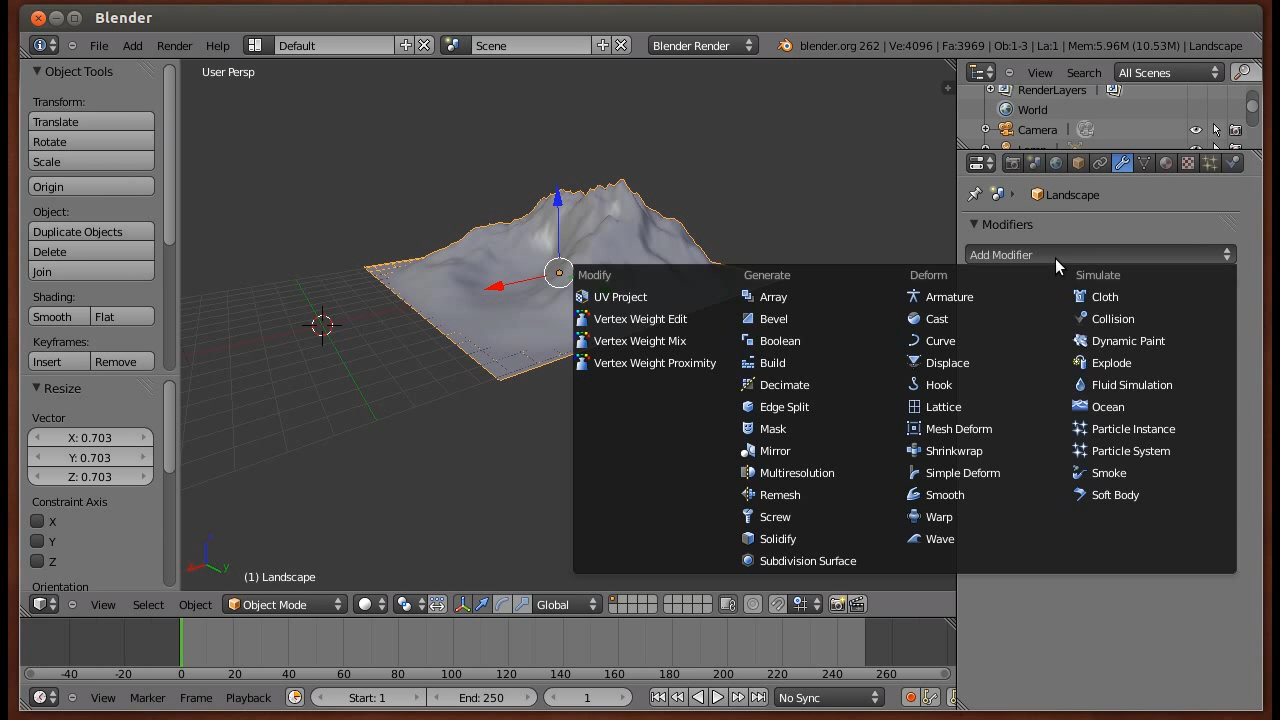 Blender
File Add Render Help Default Scene Blender Render blender.org 262 | Ve:4096 | Fa:3969 | Ob:1-3 | La:1 | Mem:5.96M (10.53M) | Landscape
Object Tools
Transform:
Translate
Rotate
Scale
Origin
Object:
Duplicate Objects
Delete
Join
Shading:
Smooth Flat
Keyframes:
Insert Remove
Resize
Vector
X: 0.703
Y: 0.703
Z: 0.703
Constraint Axis
X
Y
Z
Orientation
User Persp
(1) Landscape
View Search All Scenes
RenderLayers
World
Camera
Landscape
Modifiers
Add Modifier
Modify
UV Project
Vertex Weight Edit
Vertex Weight Mix
Vertex Weight Proximity
Generate
Array
Bevel
Boolean
Build
Decimate
Edge Split
Mask
Mirror
Multiresolution
Remesh
Screw
Solidify
Subdivision Surface
Deform
Armature
Cast
Curve
Displace
Hook
Lattice
Mesh Deform
Shrinkwrap
Simple Deform
Smooth
Warp
Wave
Simulate
Cloth
Collision
Dynamic Paint
Explode
Fluid Simulation
Ocean
Particle Instance
Particle System
Smoke
Soft Body
z
y
View Select Object Object Mode Global
-40 -20 0 20 40 60 80 100 120 140 160 180 200 220 240 260
View Marker Frame Playback Start: 1 End: 250 1 No Sync